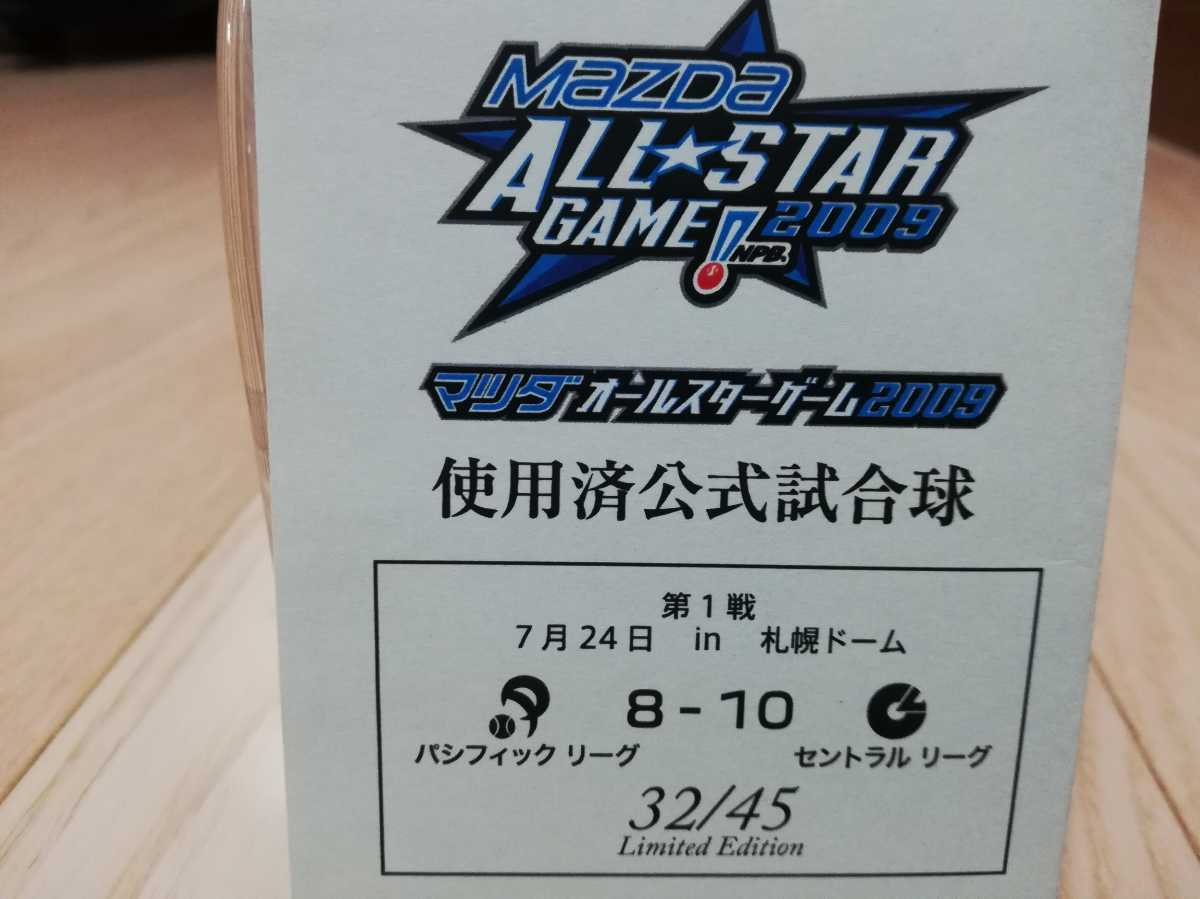 Mazda
ALL★STAR
GAME! 2009
NPB.
マツダ オールスターゲーム2009
使用済公式試合球
第1戦
7月24日 in 札幌ドーム
8 - 10
パシフィック リーグ セントラル リーグ
32/45
Limited Edition